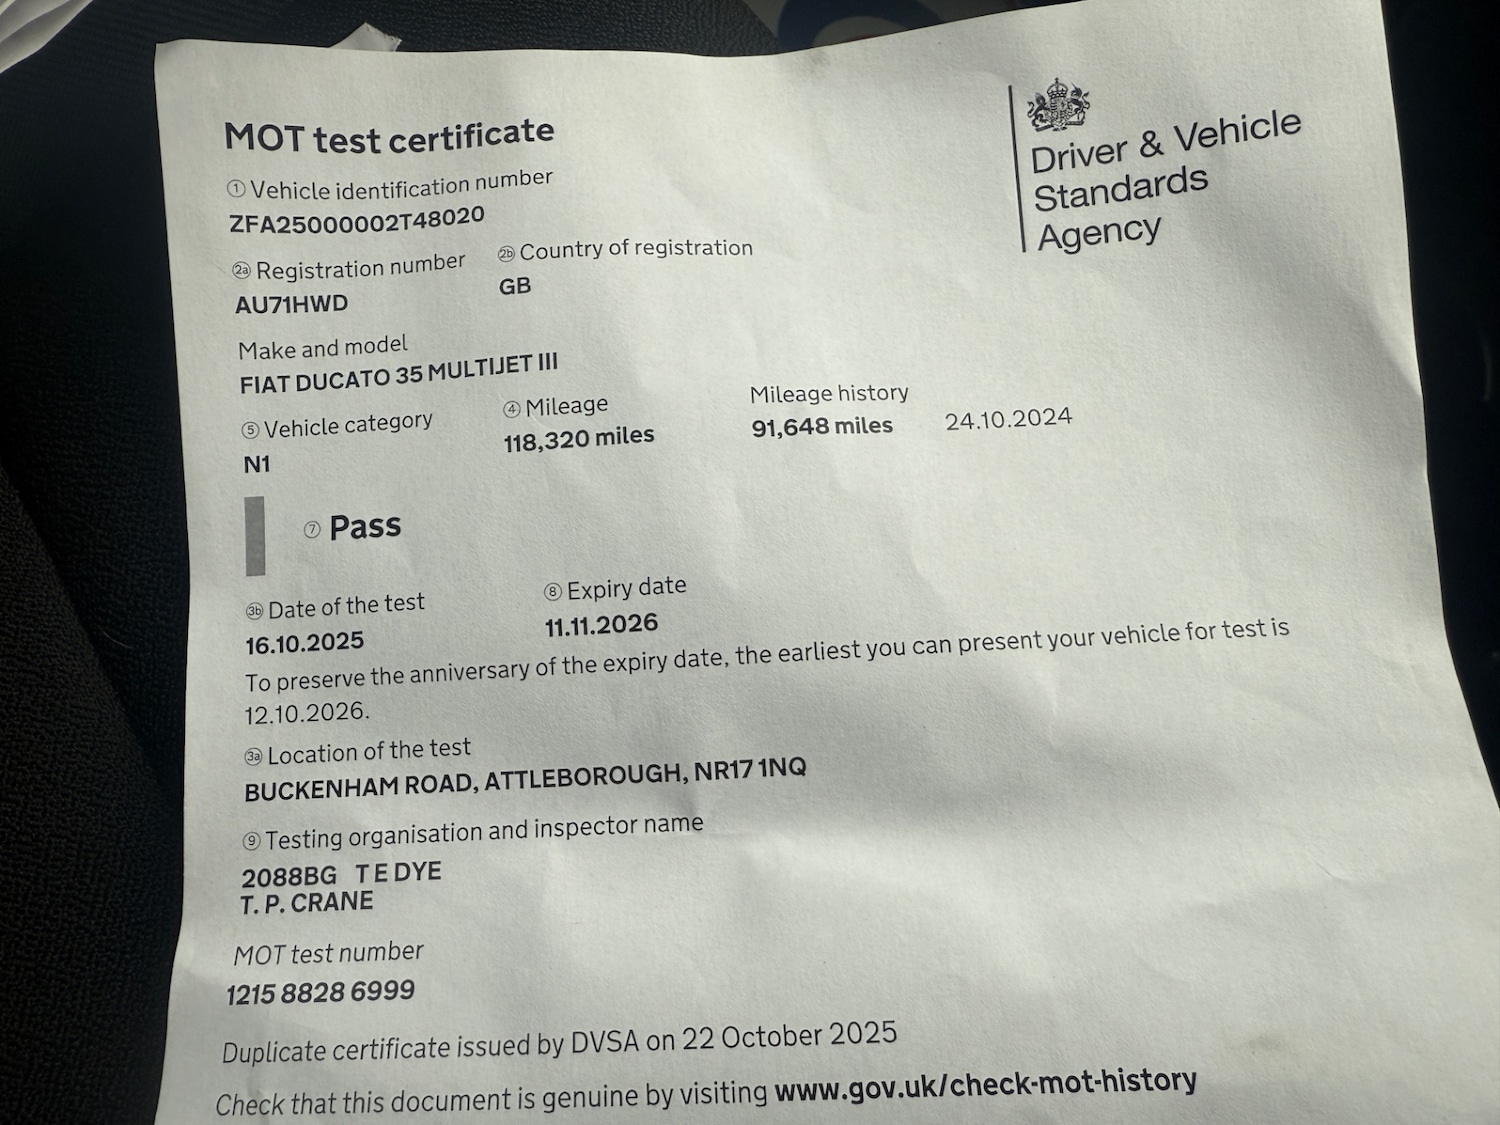 MOT test certificate
Driver & Vehicle
Standards
Agency
① Vehicle identification number
ZFA25000002T48020
2a Registration number
2b Country of registration
AU71HWD
GB
Make and model
FIAT DUCATO 35 MULTIJET III
⑤ Vehicle category
④ Mileage
Mileage history
N1
118,320 miles
91,648 miles 24.10.2024
⑦ Pass
3b Date of the test
⑧ Expiry date
16.10.2025
11.11.2026
To preserve the anniversary of the expiry date, the earliest you can present your vehicle for test is
12.10.2026.
3a Location of the test
BUCKENHAM ROAD, ATTLEBOROUGH, NR17 1NQ
⑨ Testing organisation and inspector name
2088BG T E DYE
T. P. CRANE
MOT test number
1215 8828 6999
Duplicate certificate issued by DVSA on 22 October 2025
Check that this document is genuine by visiting www.gov.uk/check-mot-history